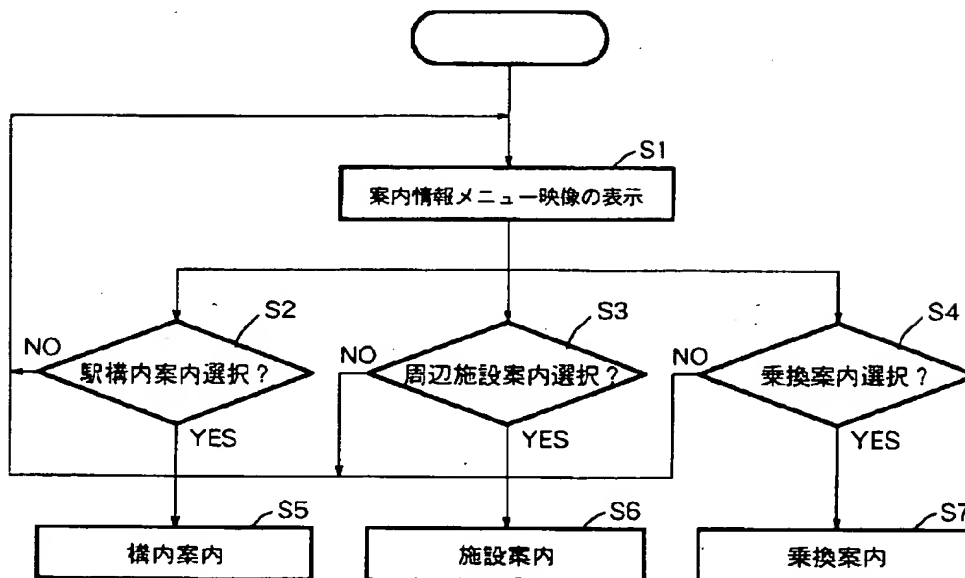 S1
案内情報メニュー映像の表示
S2
S3
S4
NO
駅構内案内選択?
NO
周辺施設案内選択?
NO
乗換案内選択?
YES
YES
YES
S5
S6
S7
構内案内
施設案内
乗換案内